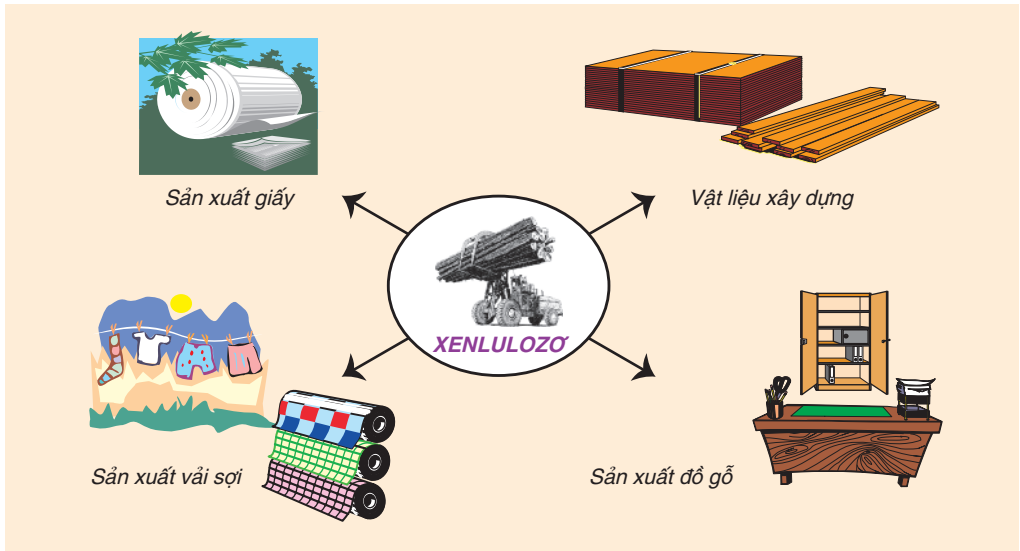 Sản xuất giấy
Vật liệu xây dựng
XENLULOZƠ
Sản xuất vải sợi
Sản xuất đồ gỗ